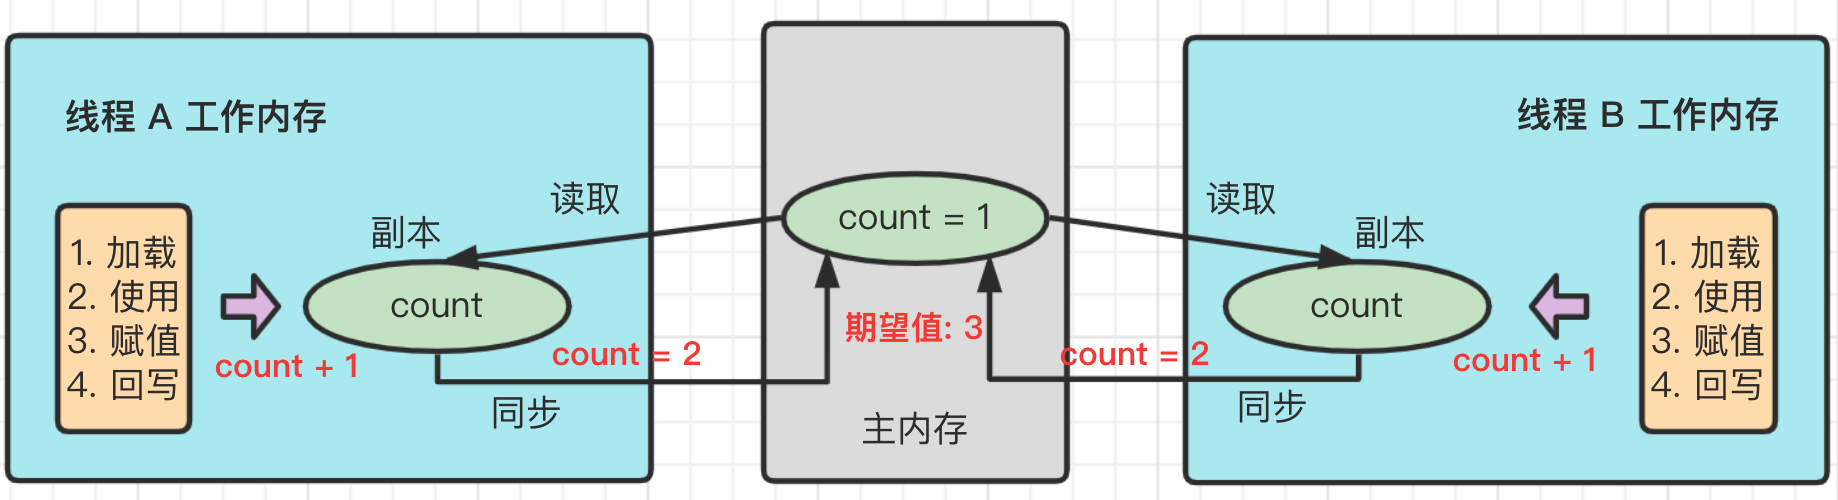 线程 A 工作内存
读取
副本
1. 加载
2. 使用
3. 赋值
4. 回写
count + 1
count
count = 2
同步
count = 1
期望值: 3
主内存
线程 B 工作内存
读取
副本
count
count = 2
同步
count + 1
1. 加载
2. 使用
3. 赋值
4. 回写